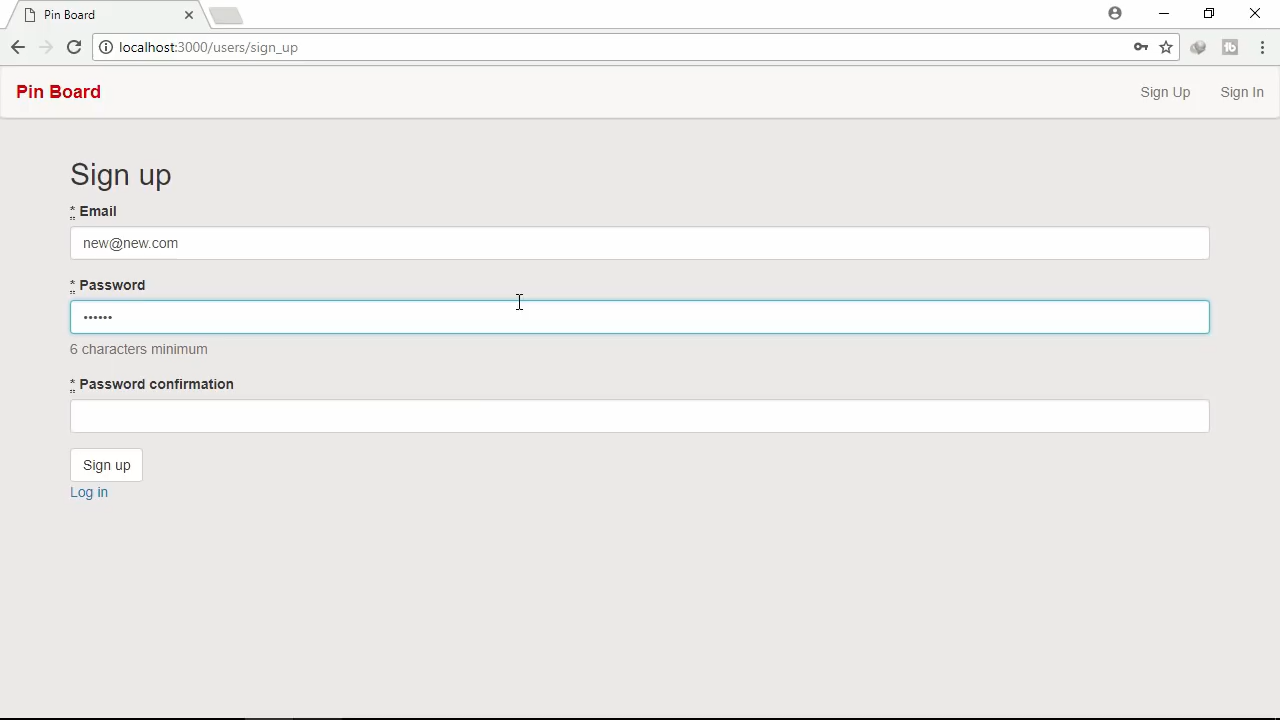 Pin Board
localhost:3000/users/sign_up
Pin Board
Sign Up
Sign In
Sign up
* Email
new@new.com
* Password
••••••
6 characters minimum
* Password confirmation
Sign up
Log in